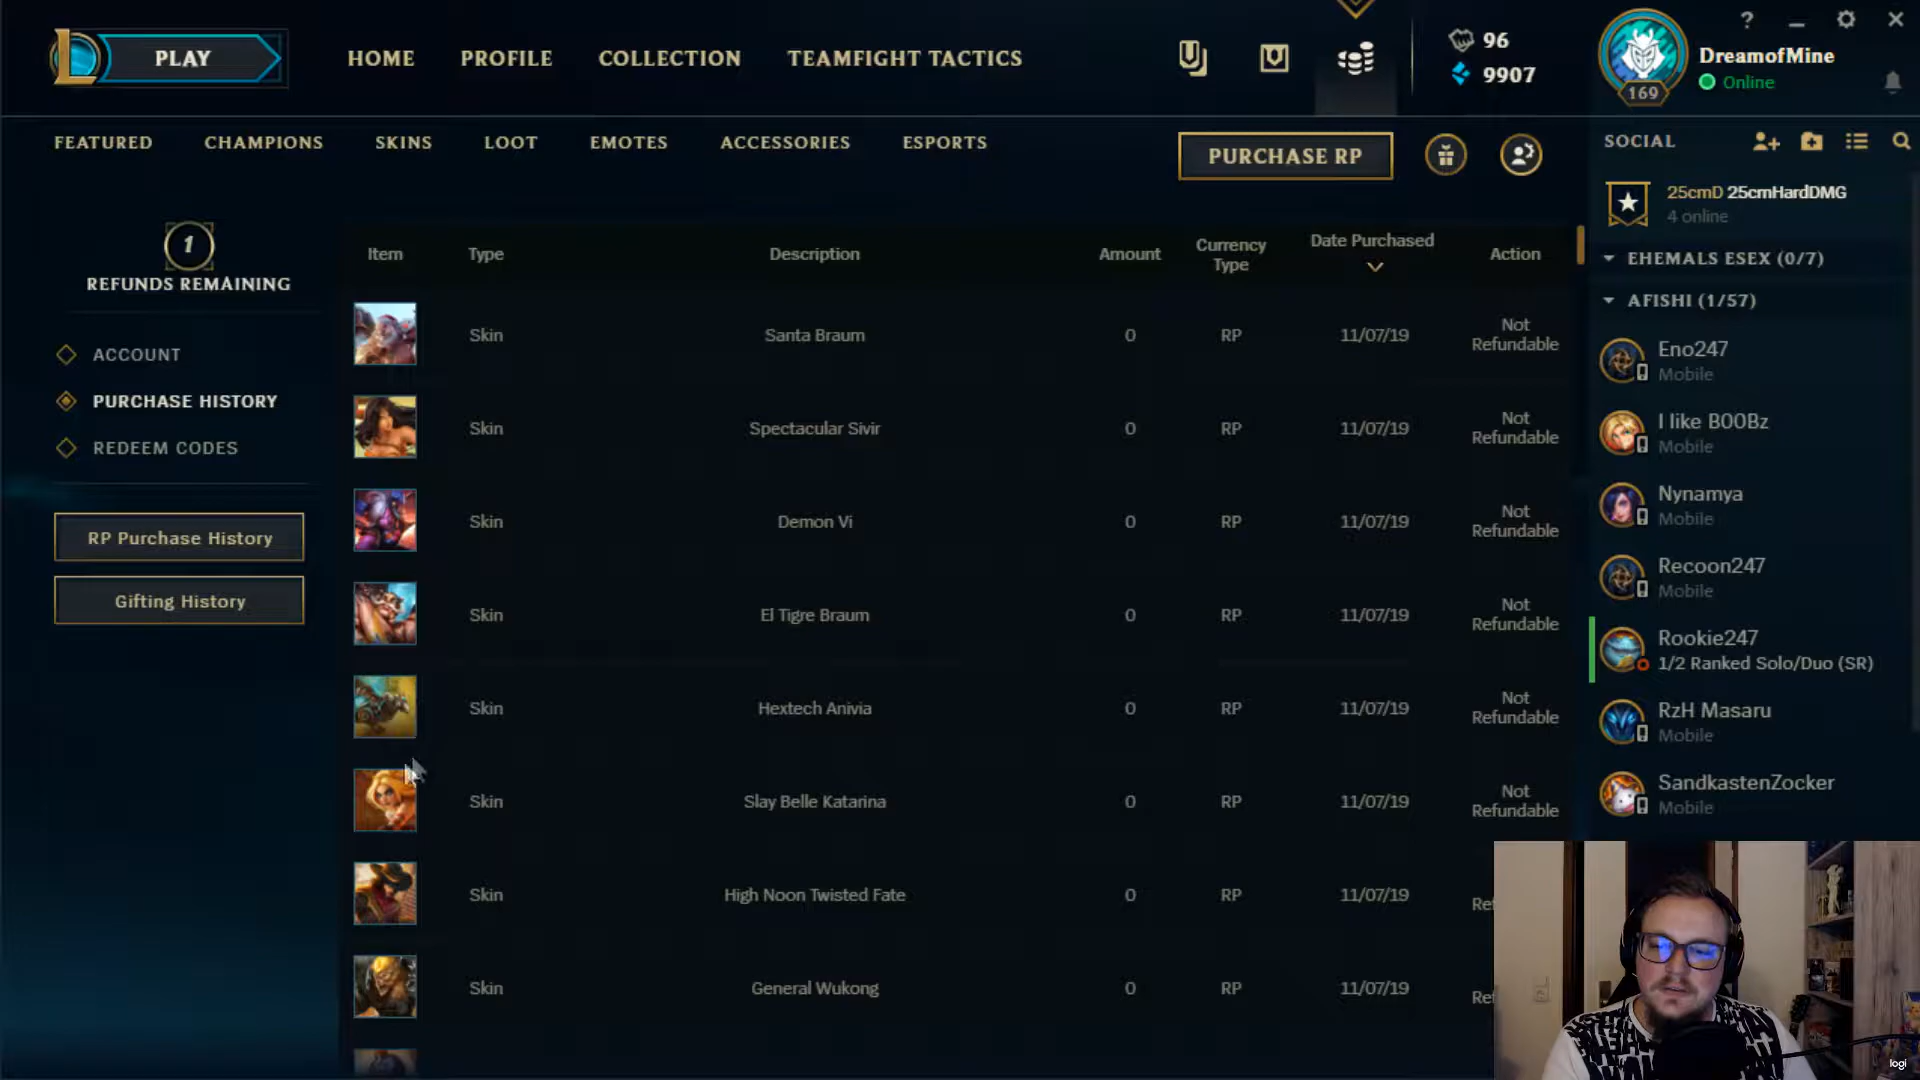 PLAY
HOME
PROFILE
COLLECTION
TEAMFIGHT TACTICS
96
9907
169
DreamofMine
Online
?
FEATURED
CHAMPIONS
SKINS
LOOT
EMOTES
ACCESSORIES
ESPORTS
PURCHASE RP
SOCIAL
1
REFUNDS REMAINING
ACCOUNT
PURCHASE HISTORY
REDEEM CODES
RP Purchase History
Gifting History
Item Type Description Amount Currency Type Date Purchased Action
Skin Santa Braum 0 RP 11/07/19 Not Refundable
Skin Spectacular Sivir 0 RP 11/07/19 Not Refundable
Skin Demon Vi 0 RP 11/07/19 Not Refundable
Skin El Tigre Braum 0 RP 11/07/19 Not Refundable
Skin Hextech Anivia 0 RP 11/07/19 Not Refundable
Skin Slay Belle Katarina 0 RP 11/07/19 Not Refundable
Skin High Noon Twisted Fate 0 RP 11/07/19 Ref
Skin General Wukong 0 RP 11/07/19 Ref
25cmD 25cmHardDMG
4 online
EHEMALS ESEX (0/7)
AFISHI (1/57)
Eno247
Mobile
I like B00Bz
Mobile
Nynamya
Mobile
Recoon247
Mobile
Rookie247
1/2 Ranked Solo/Duo (SR)
RzH Masaru
Mobile
SandkastenZocker
Mobile
logi